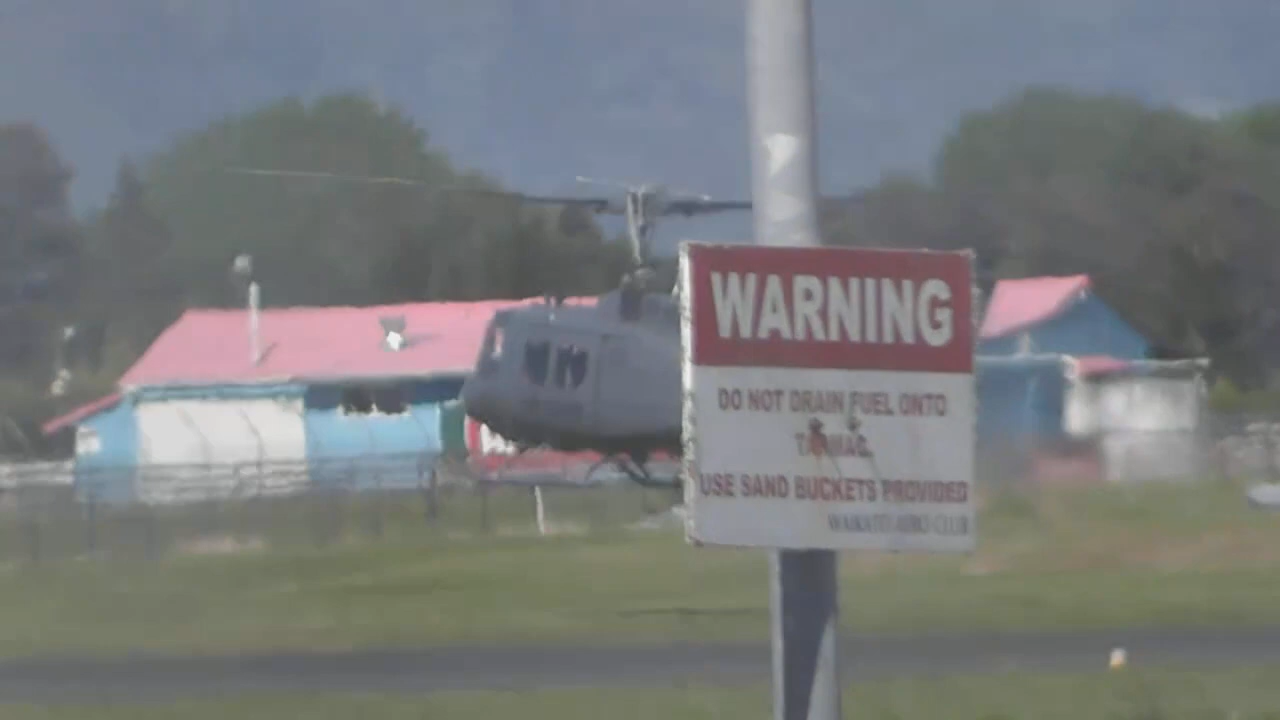 WARNING
DO NOT DRAIN FUEL ONTO
TARMAC.
USE SAND BUCKETS PROVIDED
WAIKATO AERO CLUB